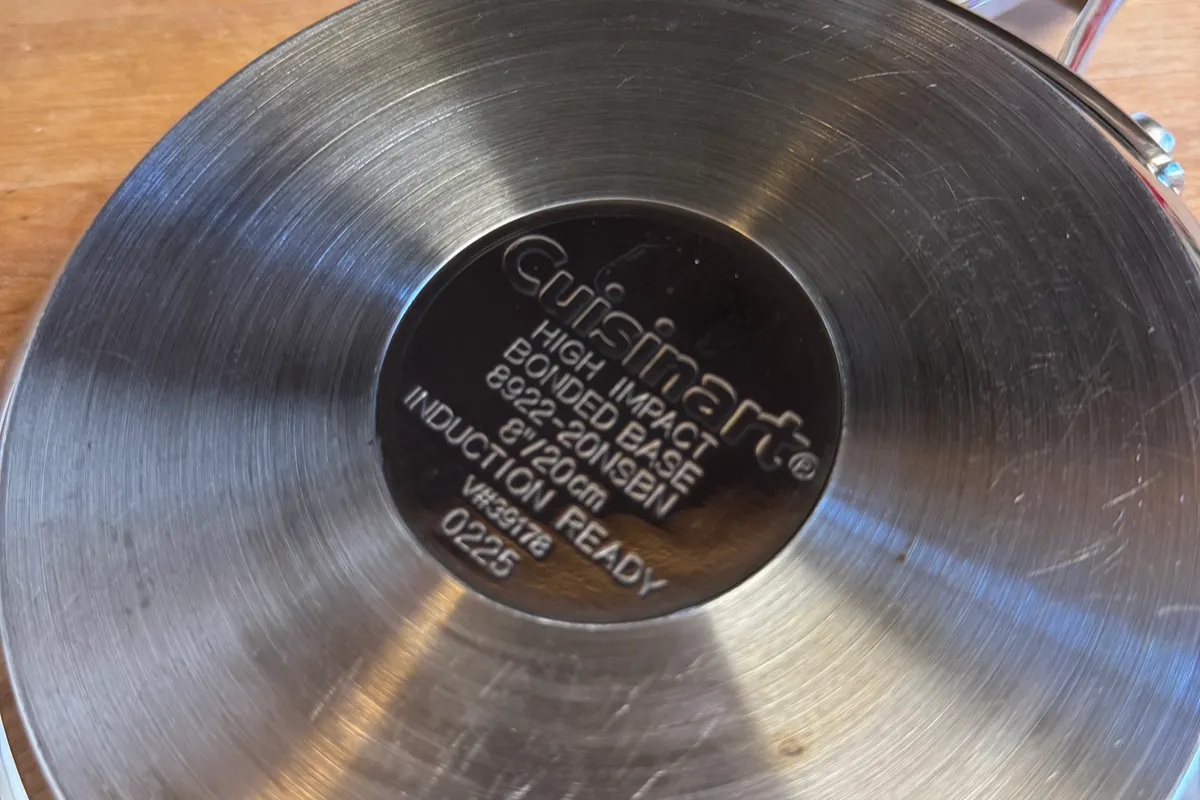 Cuisinart®
HIGH IMPACT
BONDED BASE
8922-20NSBN
8"/20cm
INDUCTION READY
V#39178
0225